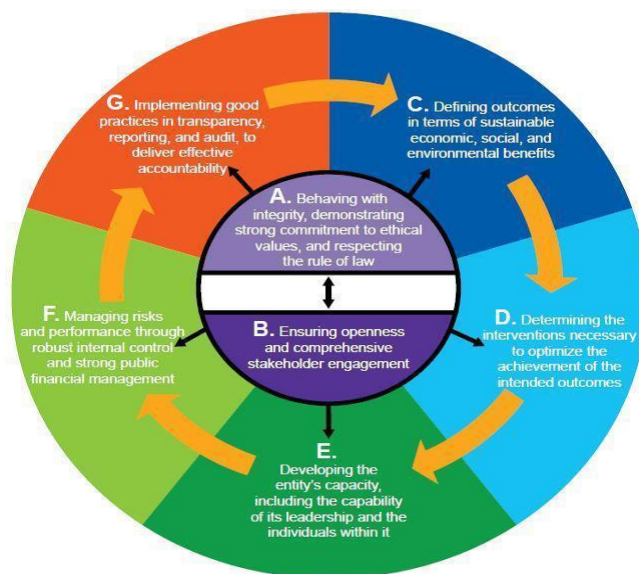 A. Behaving with
integrity, demonstrating
strong commitment to ethical
values, and respecting
the rule of law
B. Ensuring openness
and comprehensive
stakeholder engagement
C. Defining outcomes
in terms of sustainable
economic, social, and
environmental benefits
D. Determining the
interventions necessary
to optimize the
achievement of the
intended outcomes
E.
Developing the
entity's capacity,
including the capability
of its leadership and the
individuals within it
F. Managing risks
and performance through
robust internal control
and strong public
financial management
G. Implementing good
practices in transparency,
reporting, and audit, to
deliver effective
accountability